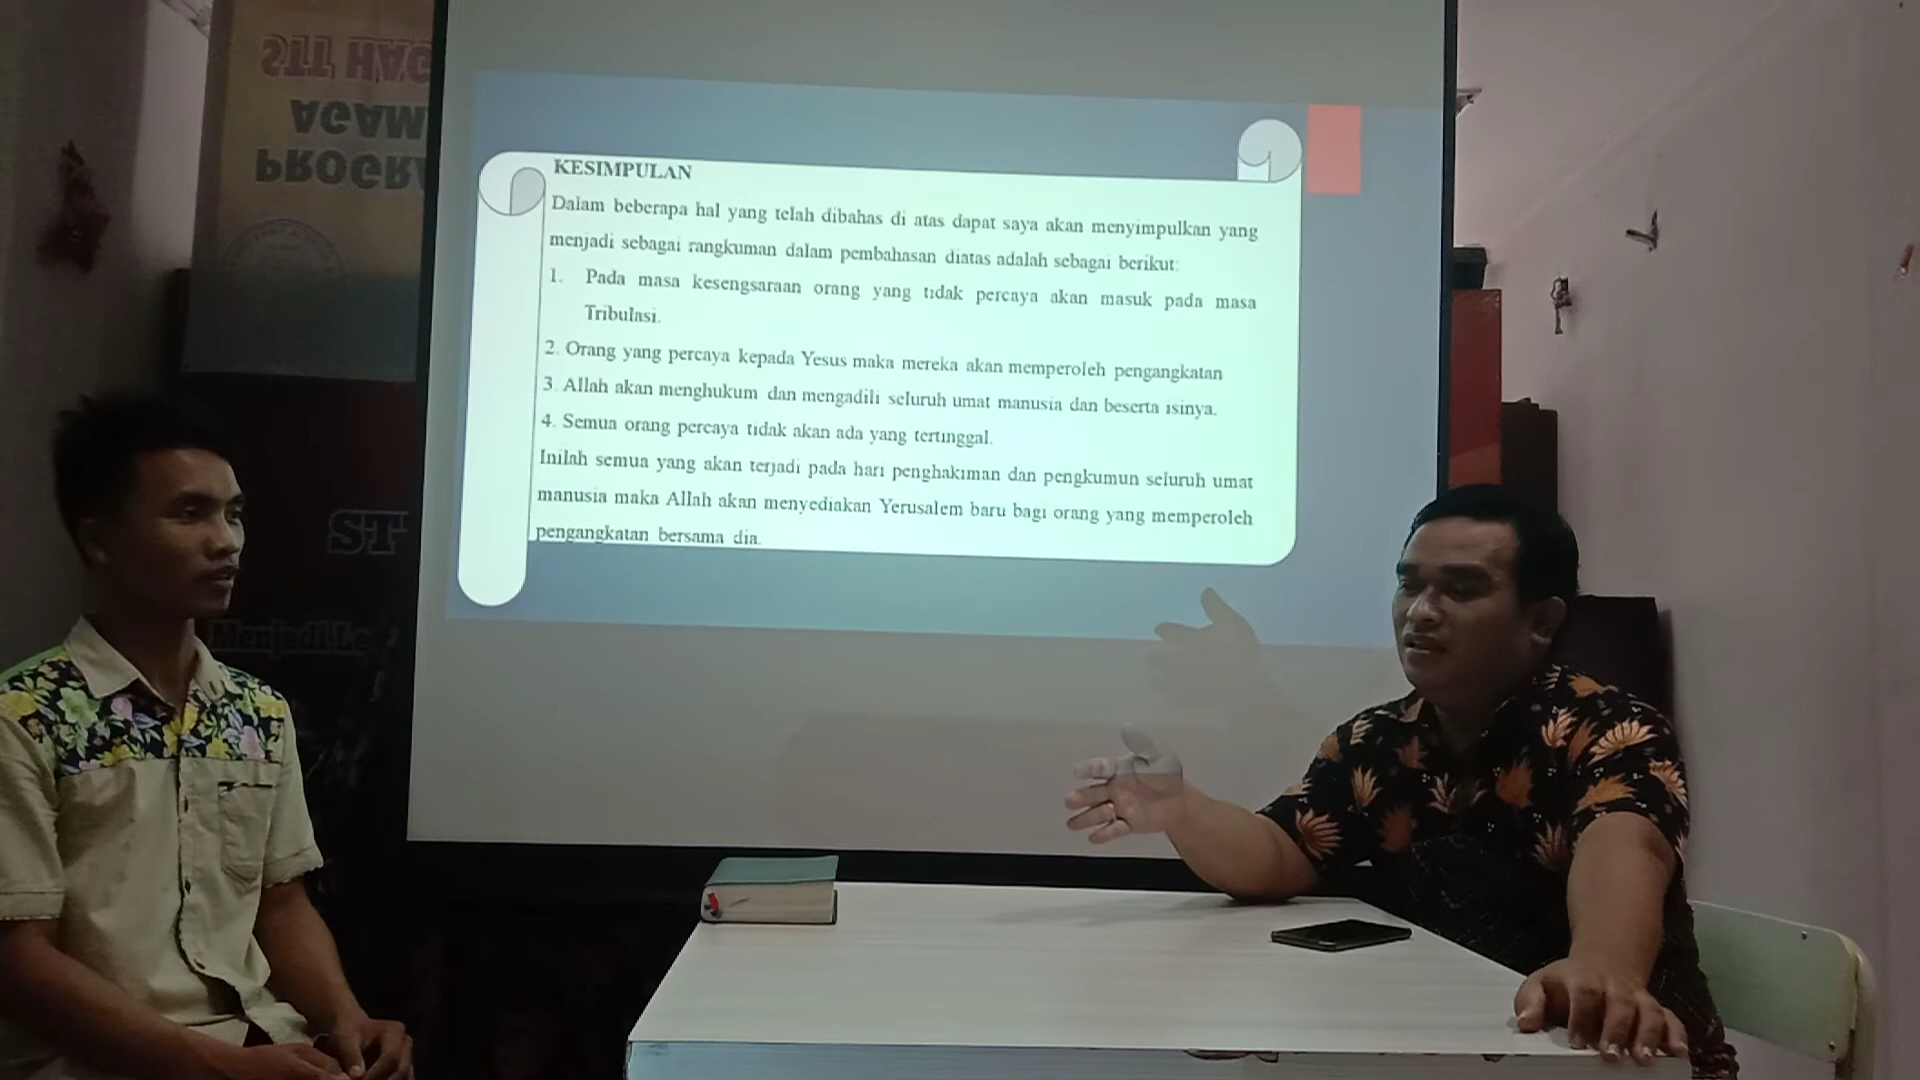 STT HAG
AGAM
PROGR
KESIMPULAN
Dalam beberapa hal yang telah dibahas di atas dapat saya akan menyimpulkan yang
menjadi sebagai rangkuman dalam pembahasan diatas adalah sebagai berikut:
1. Pada masa kesengsaraan orang yang tidak percaya akan masuk pada masa
Tribulasi.
2. Orang yang percaya kepada Yesus maka mereka akan memperoleh pengangkatan
3. Allah akan menghukum dan mengadili seluruh umat manusia dan beserta isinya.
4. Semua orang percaya tidak akan ada yang tertinggal.
Inilah semua yang akan terjadi pada hari penghakiman dan pengkumun seluruh umat
manusia maka Allah akan menyediakan Yerusalem baru bagi orang yang memperoleh
pengangkatan bersama dia.
ST
Menjadi Le